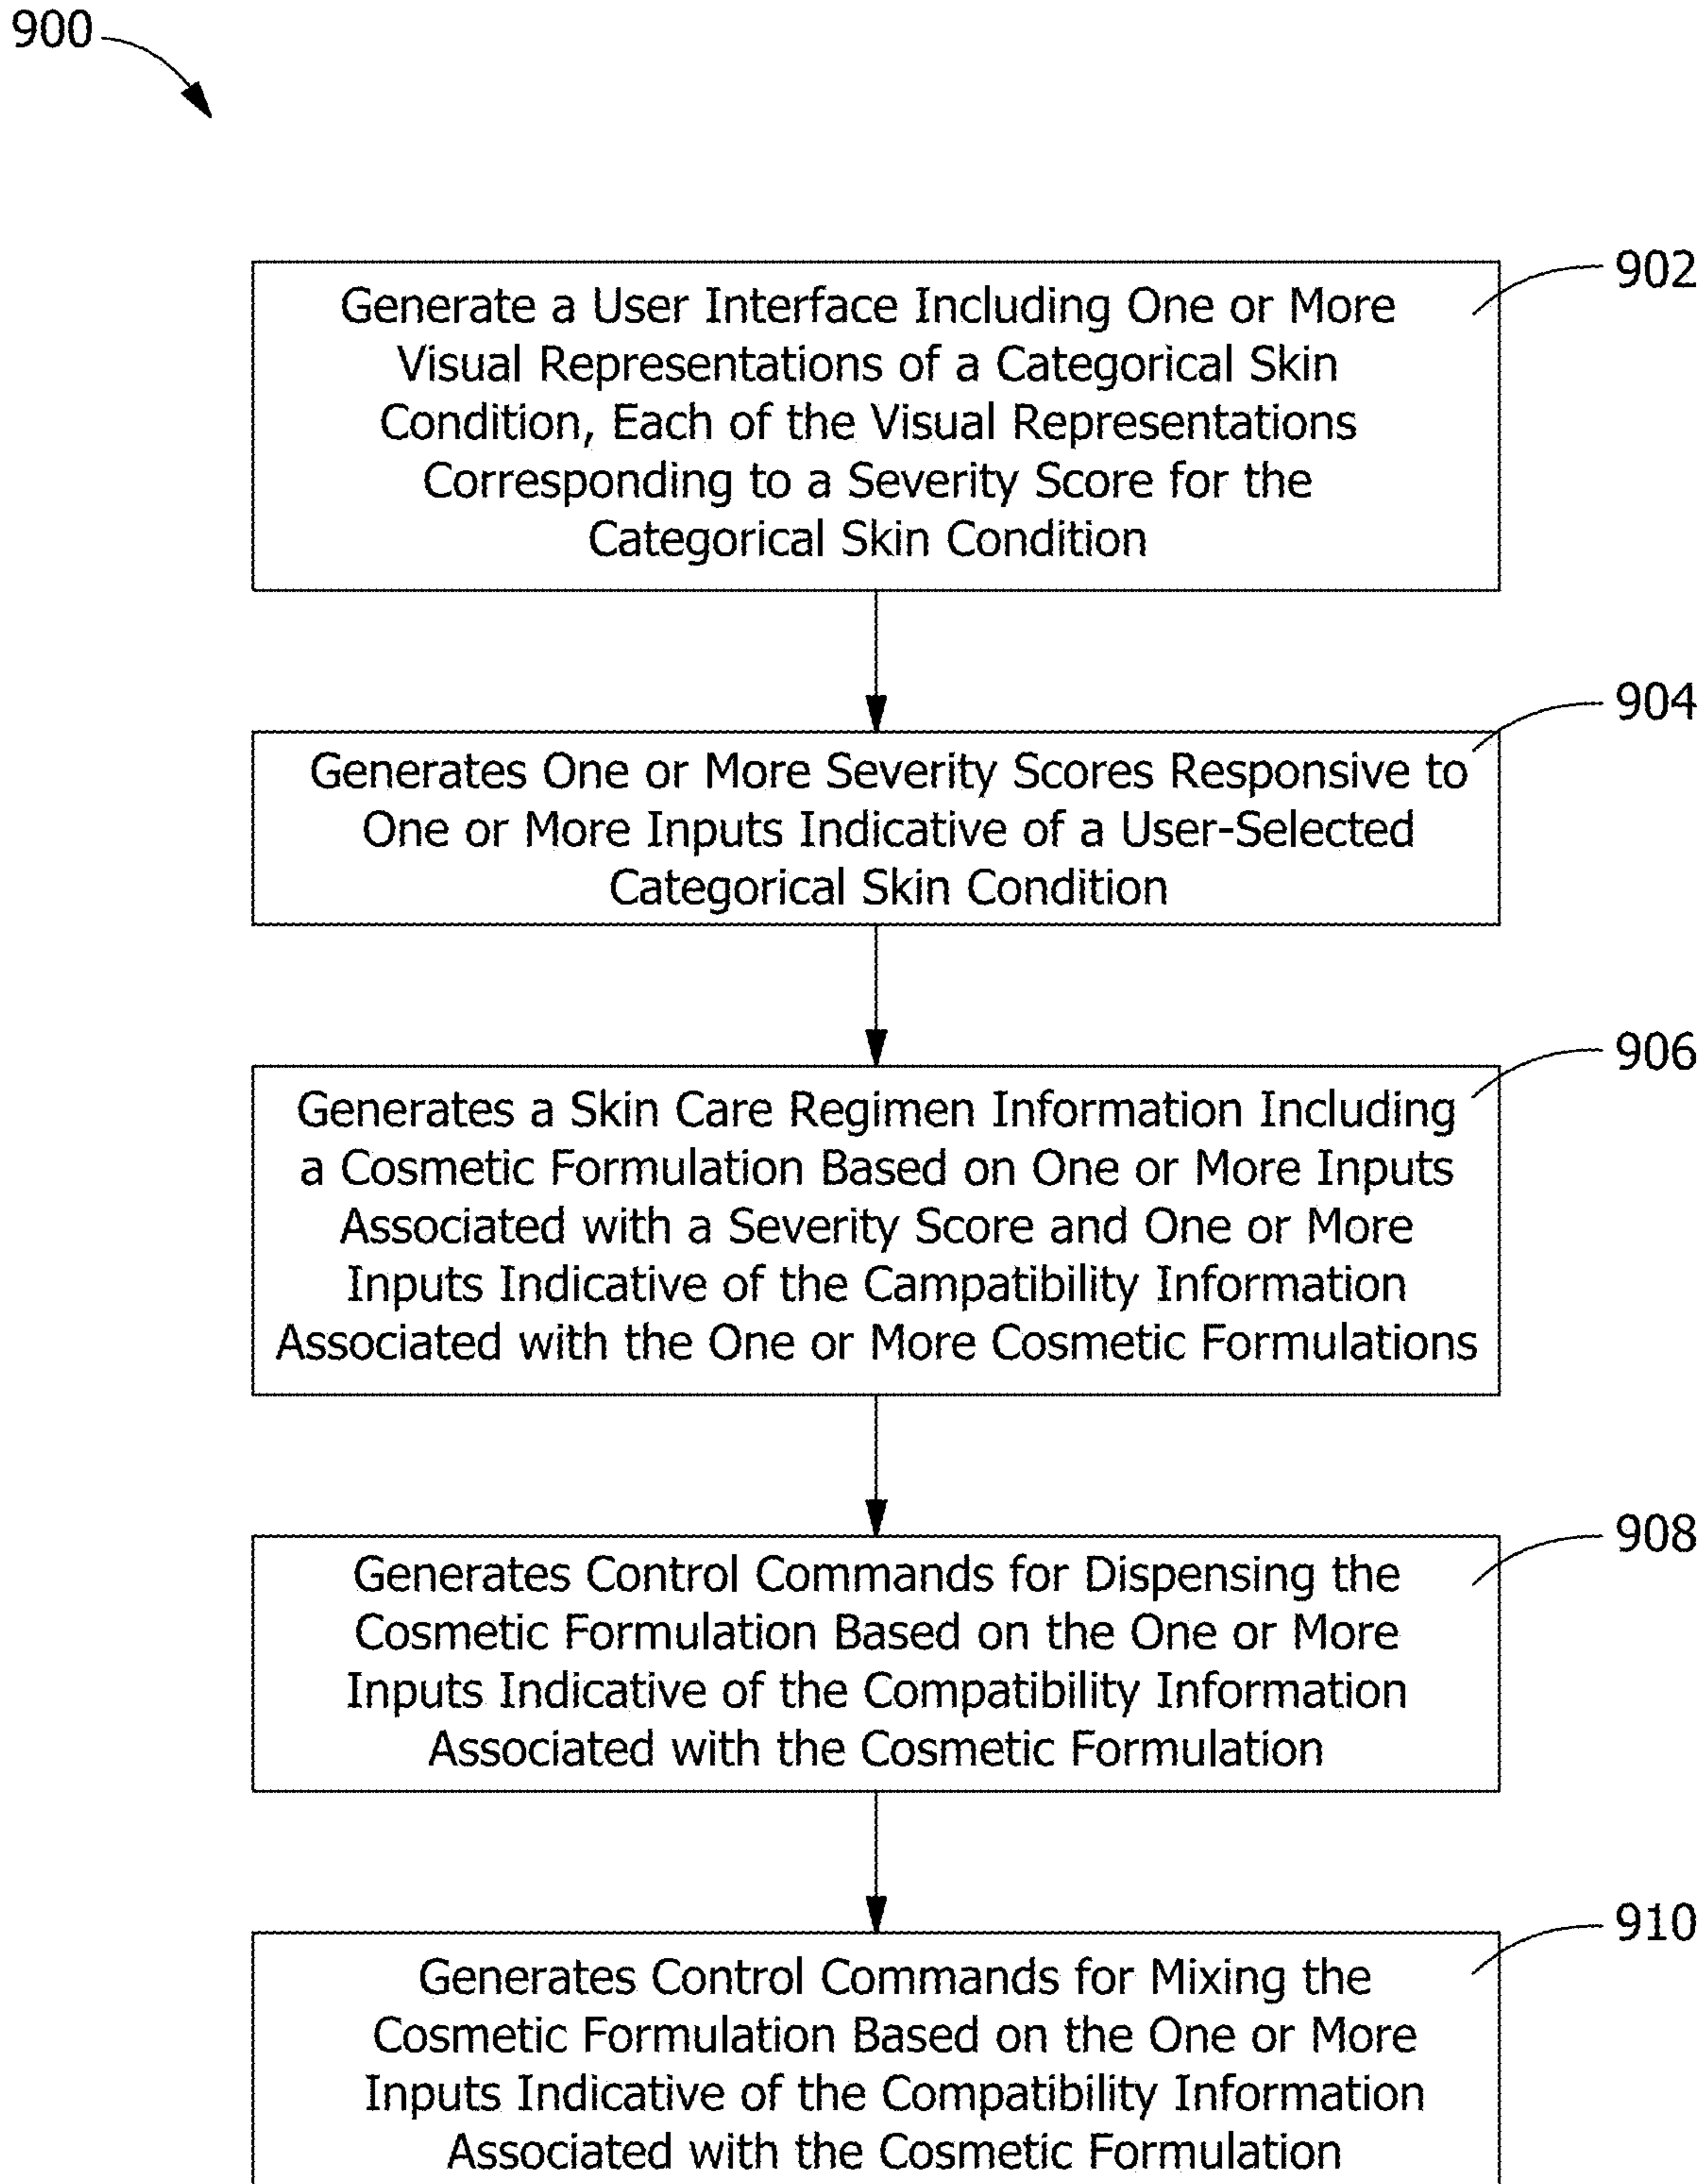 900
902
Generate a User Interface Including One or More
Visual Representations of a Categorical Skin
Condition, Each of the Visual Representations
Corresponding to a Severity Score for the
Categorical Skin Condition
904
Generates One or More Severity Scores Responsive to
One or More Inputs Indicative of a User-Selected
Categorical Skin Condition
906
Generates a Skin Care Regimen Information Including
a Cosmetic Formulation Based on One or More Inputs
Associated with a Severity Score and One or More
Inputs Indicative of the Campatibility Information
Associated with the One or More Cosmetic Formulations
908
Generates Control Commands for Dispensing the
Cosmetic Formulation Based on the One or More
Inputs Indicative of the Compatibility Information
Associated with the Cosmetic Formulation
910
Generates Control Commands for Mixing the
Cosmetic Formulation Based on the One or More
Inputs Indicative of the Compatibility Information
Associated with the Cosmetic Formulation